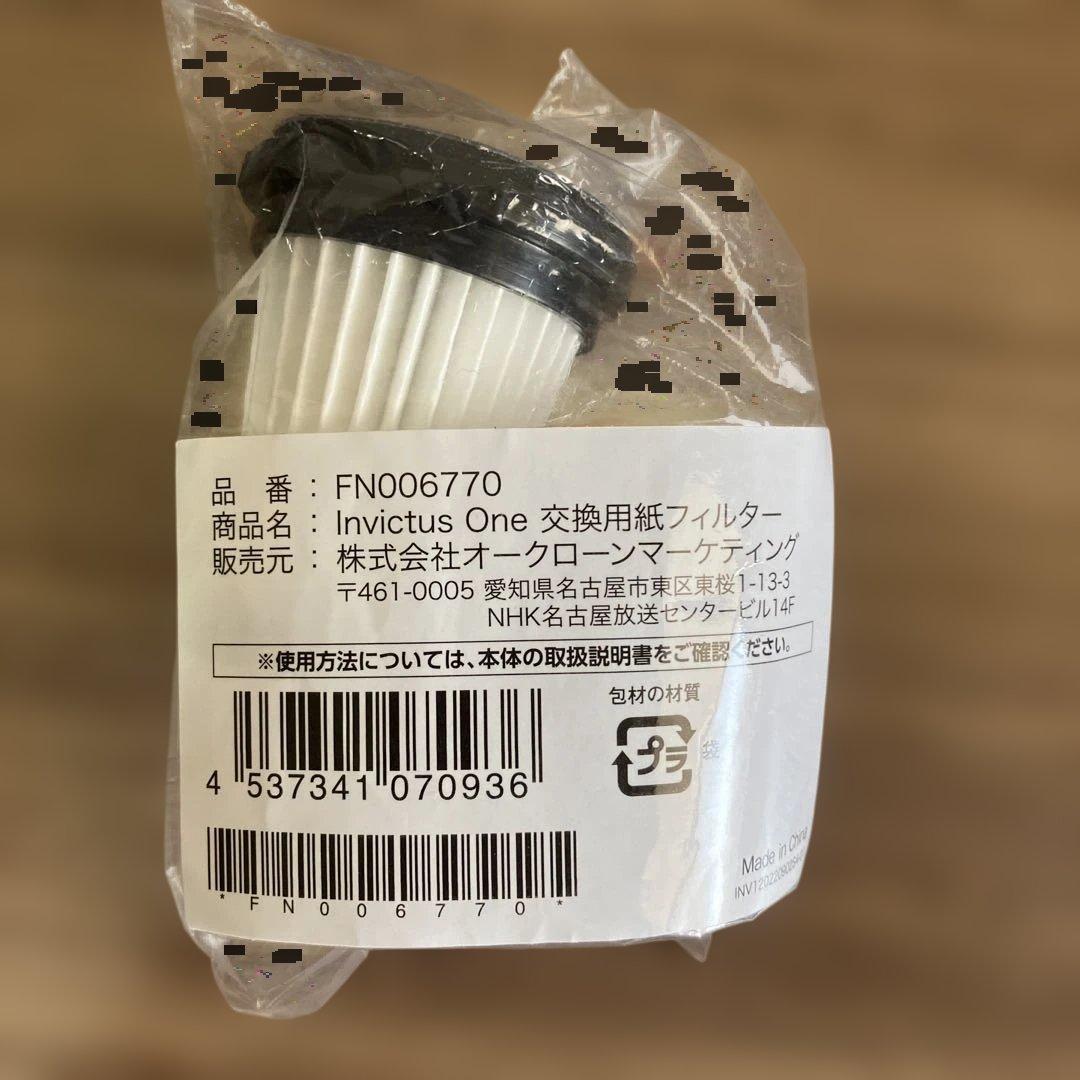 品 番 : FN006770
商品名 : Invictus One 交換用紙フィルター
販売元 : 株式会社オークローンマーケティング
〒461-0005 愛知県名古屋市東区東桜1-13-3
NHK名古屋放送センタービル14F
※使用方法については、本体の取扱説明書をご確認ください。
包材の材質
プラ 袋
4 537341 070936
*FN006770*
Made in China